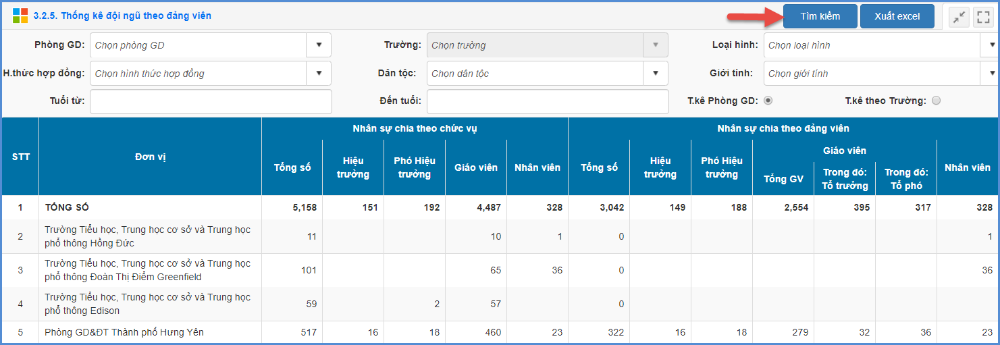 3.2.5. Thống kê đội ngũ theo đảng viên
Tìm kiếm
Xuất excel
Phòng GD: Chọn phòng GD
Trường: Chọn trường
Loại hình: Chọn loại hình
H.thức hợp đồng: Chọn hình thức hợp đồng
Dân tộc: Chọn dân tộc
Giới tính: Chọn giới tính
Tuổi từ:
Đến tuổi:
T.kê Phòng GD:
T.kê theo Trường:
STT
Đơn vị
Nhân sự chia theo chức vụ
Nhân sự chia theo đảng viên
Tổng số
Hiệu
trưởng
Phó Hiệu
trưởng
Giáo viên
Nhân viên
Tổng số
Hiệu
trưởng
Phó Hiệu
trưởng
Giáo viên
Tổng GV
Trong đó:
Tổ trưởng
Trong đó:
Tổ phó
Nhân viên
1 TỔNG SỐ 5,158 151 192 4,487 328 3,042 149 188 2,554 395 317 328
2 Trường Tiểu học, Trung học cơ sở và Trung học
phổ thông Hồng Đức 11 10 1 0 1
3 Trường Tiểu học, Trung học cơ sở và Trung học
phổ thông Đoàn Thị Điểm Greenfield 101 65 36 0 36
4 Trường Tiểu học, Trung học cơ sở và Trung học
phổ thông Edison 59 2 57 0
5 Phòng GD&ĐT Thành phố Hưng Yên 517 16 18 460 23 322 16 18 279 32 36 23